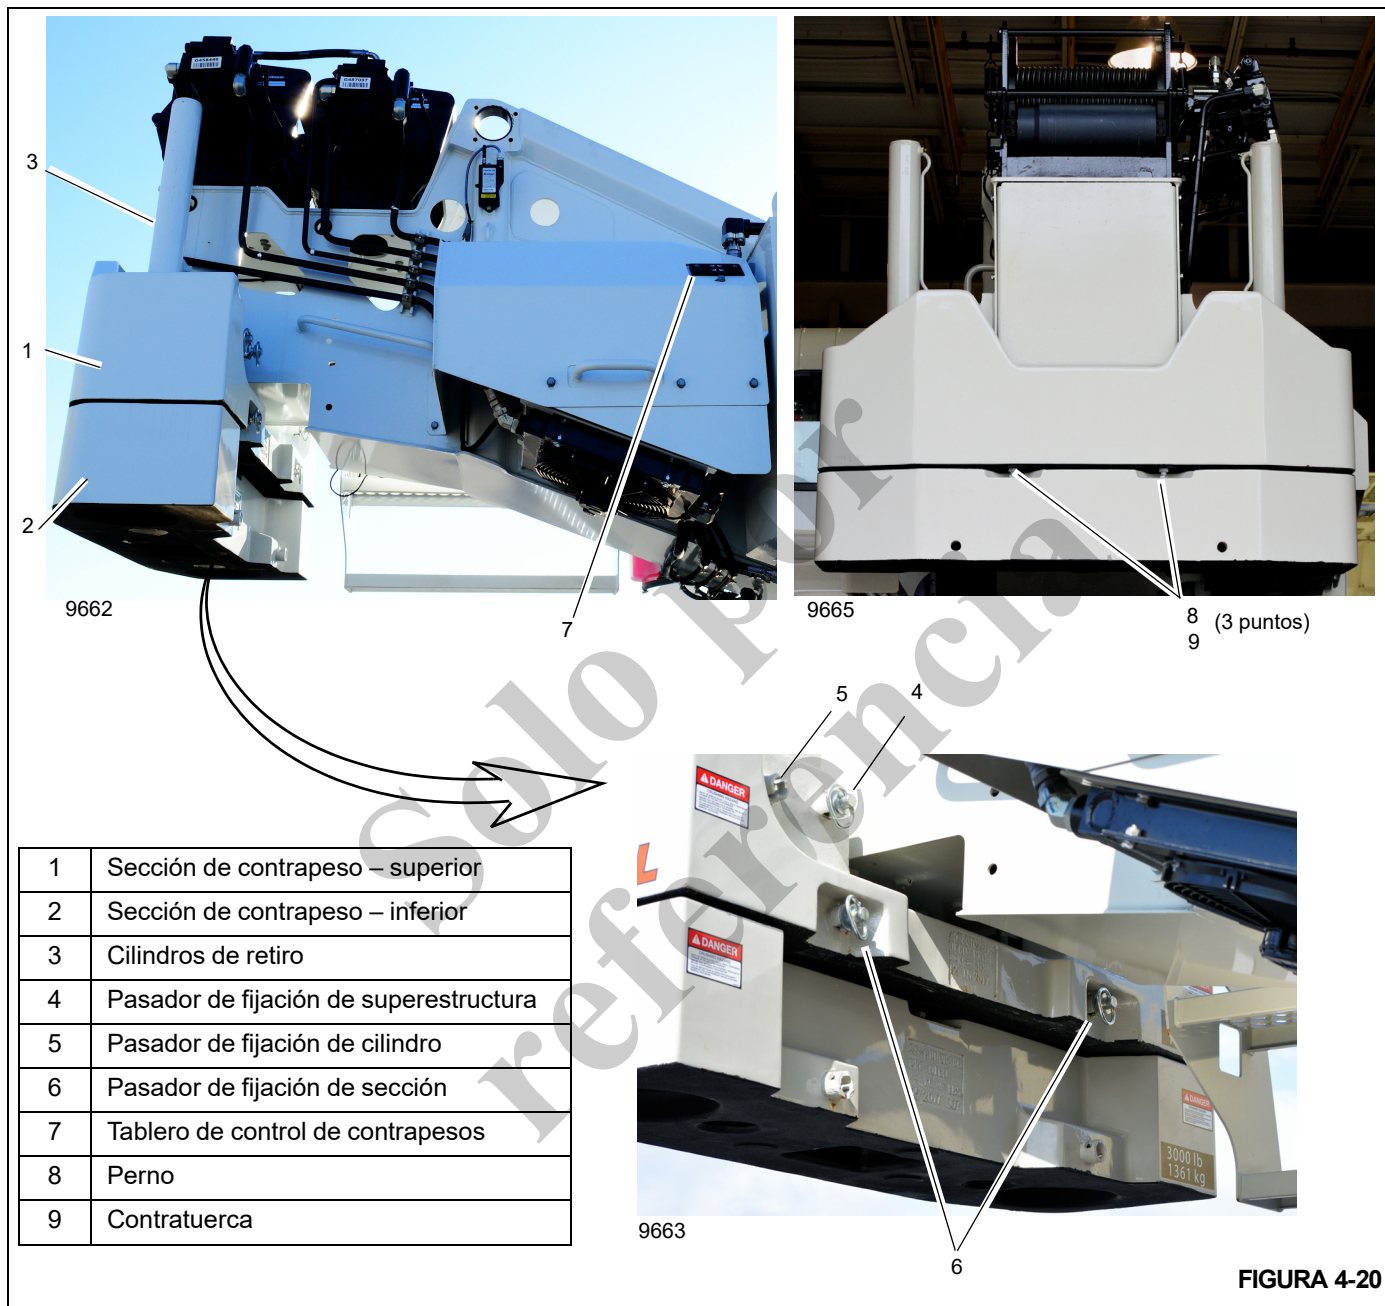 G458446
G457097
3
1
2
9662
7
9665
8 (3 puntos)
9
5
4
DANGER
DANGER
DANGER
3000 lb
1361 kg
9663
6
1 Sección de contrapeso – superior
2 Sección de contrapeso – inferior
3 Cilindros de retiro
4 Pasador de fijación de superestructura
5 Pasador de fijación de cilindro
6 Pasador de fijación de sección
7 Tablero de control de contrapesos
8 Perno
9 Contratuerca
FIGURA 4-20
Solo por
referencia